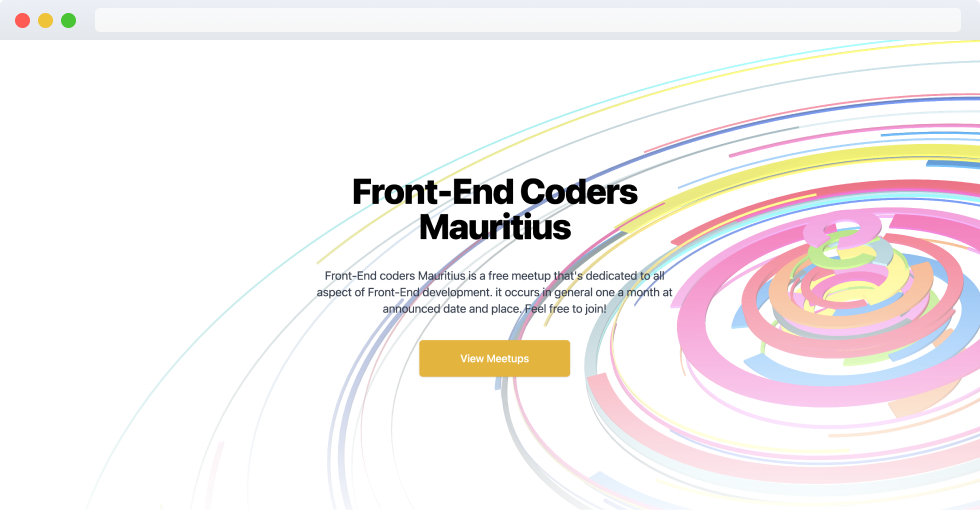 Front-End Coders
Mauritius
Front-End coders Mauritius is a free meetup that's dedicated to all
aspect of Front-End development. it occurs in general one a month at
announced date and place. Feel free to join!
View Meetups